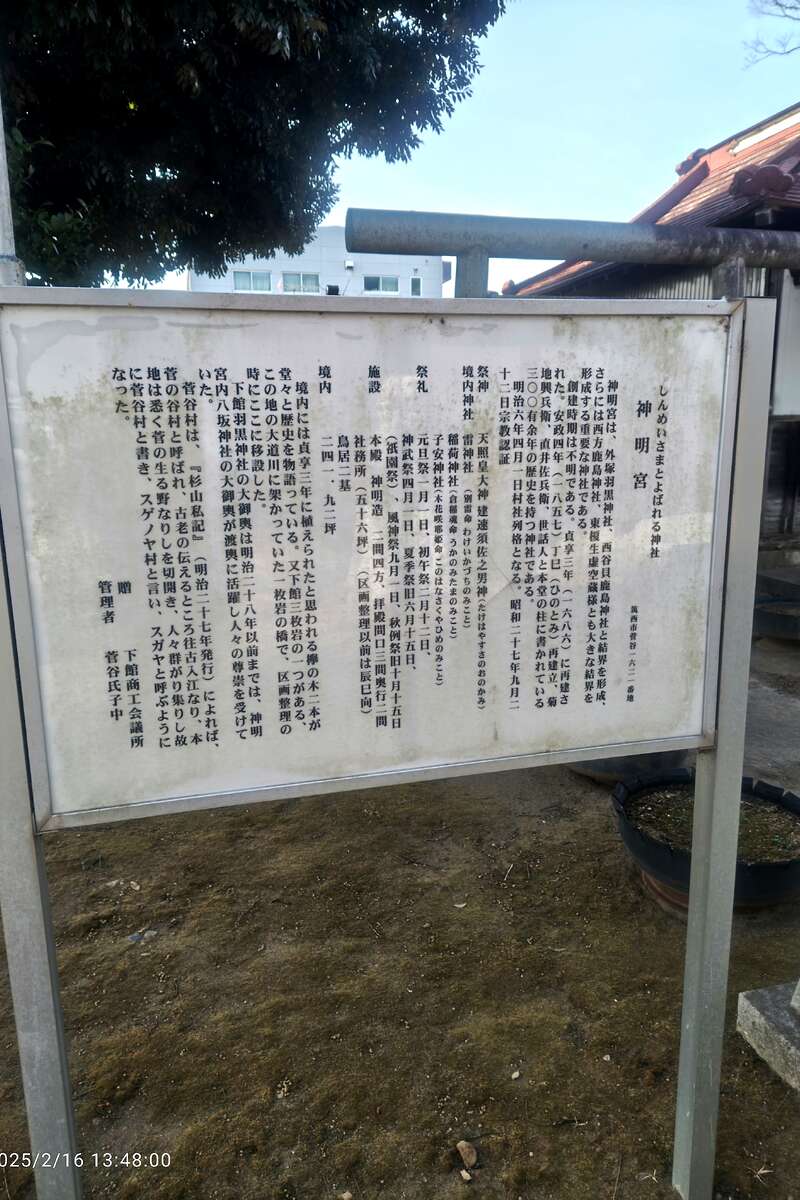 しんめいさまとよばれる神社
神明宮
筑西市菅谷一六二一番地
神明宮は、外塚羽黒神社、西谷貝鹿島神社と結界を形成、
さらには西方鹿島神社、東榎生虚空蔵様とも大きな結界を
形成する重要な神社である。
創建時期は不明である。貞享三年（一六八六）に再建さ
れた。安政四年（一八五七）丁巳（ひのとみ）再建立、菊
地興兵衛、直井佐兵衛、世話人と本堂の柱に書かれている
三〇〇有余年の歴史を持つ神社である。
明治六年四月一日村社列格となる。昭和二十七年九月二
十二日宗教認証
祭神 天照皇大神 建速須佐之男神（たけはやすさのおのかみ）
境内神社 雷神社（別雷命 わけいかづちのみこと）
稲荷神社（倉稲魂命 うかのみたまのみこと）
子安神社（木花咲耶姫命 このはなさくやひめのみこと）
祭礼 元旦祭一月一日、初午祭二月十二日、
神武祭四月一日、夏季祭旧六月十五日、
（祇園祭）、風神祭九月一日、秋例祭旧十月十五日
施設 本殿 神明造 二間四方、拝殿間口三間奥行二間
社務所（五十六坪）（区画整理以前は辰巳向）
鳥居二基
境内 二四一．九二坪
境内には貞享三年に植えられたと思われる欅の木二本が
堂々と歴史を物語っている。又下館三枚岩の一つがある、
この地の大道川に架かっていた一枚岩の橋で、区画整理の
時にここに移設した。
下館羽黒神社の大御輿は明治二十八年以前までは、神明
宮内八坂神社の大御輿が渡輿に活躍し人々の尊崇を受けて
いた。
菅谷村は、『杉山私記』（明治二十七年発行）によれば、
菅の谷村と呼ばれ、古老の伝えるところ往古入江なり、本
地は悉く菅の生る野なりしを切開き、人々群がり集りし故
に菅谷村と書き、スゲノヤ村と言い、スガヤと呼ぶように
なった。
贈 下館商工会議所
管理者 菅谷氏子中
2025/2/16 13:48:00